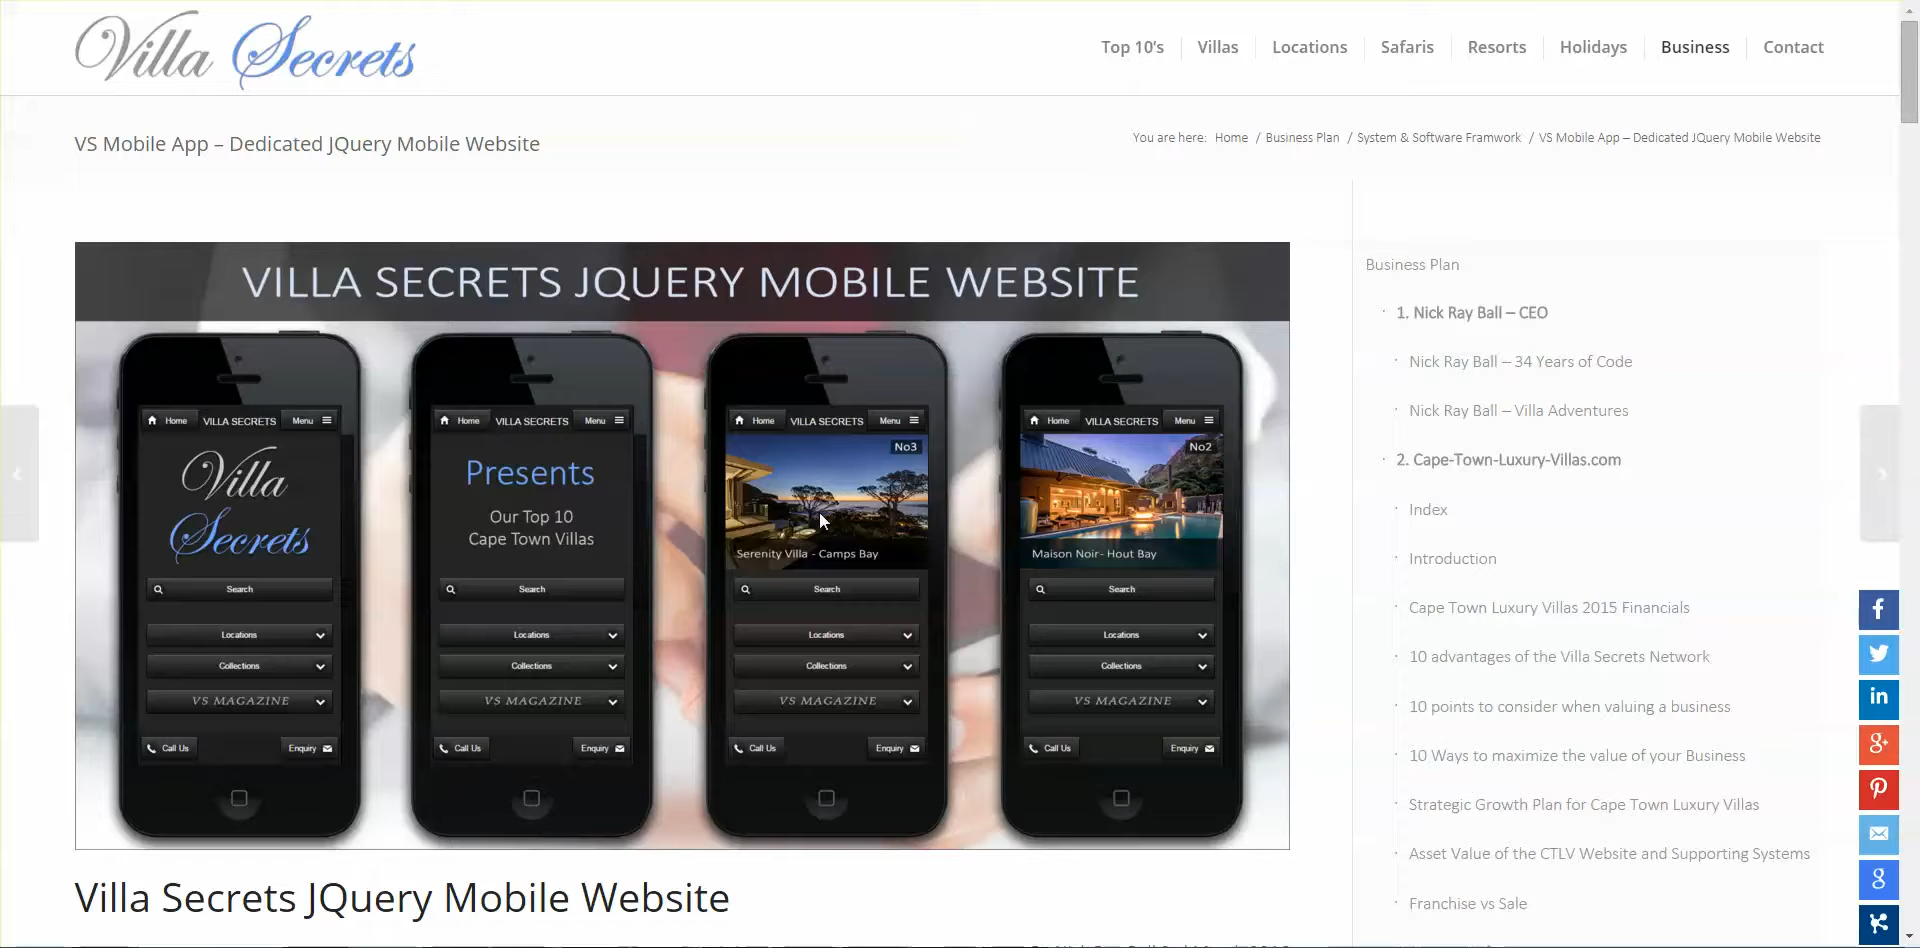 Villa Secrets
Top 10's
Villas
Locations
Safaris
Resorts
Holidays
Business
Contact
VS Mobile App – Dedicated JQuery Mobile Website
You are here: Home / Business Plan / System & Software Framwork / VS Mobile App – Dedicated JQuery Mobile Website
VILLA SECRETS JQUERY MOBILE WEBSITE
Home VILLA SECRETS Menu
Villa
Secrets
Search
Locations
Collections
VS MAGAZINE
Call Us Enquiry
Home VILLA SECRETS Menu
Presents
Our Top 10
Cape Town Villas
Search
Locations
Collections
VS MAGAZINE
Call Us Enquiry
Home VILLA SECRETS Menu
No3
Serenity Villa - Camps Bay
Search
Locations
Collections
VS MAGAZINE
Call Us Enquiry
Home VILLA SECRETS Menu
No2
Maison Noir- Hout Bay
Search
Locations
Collections
VS MAGAZINE
Call Us Enquiry
Villa Secrets JQuery Mobile Website
Business Plan
1. Nick Ray Ball – CEO
Nick Ray Ball – 34 Years of Code
Nick Ray Ball – Villa Adventures
2. Cape-Town-Luxury-Villas.com
Index
Introduction
Cape Town Luxury Villas 2015 Financials
10 advantages of the Villa Secrets Network
10 points to consider when valuing a business
10 Ways to maximize the value of your Business
Strategic Growth Plan for Cape Town Luxury Villas
Asset Value of the CTLV Website and Supporting Systems
Franchise vs Sale